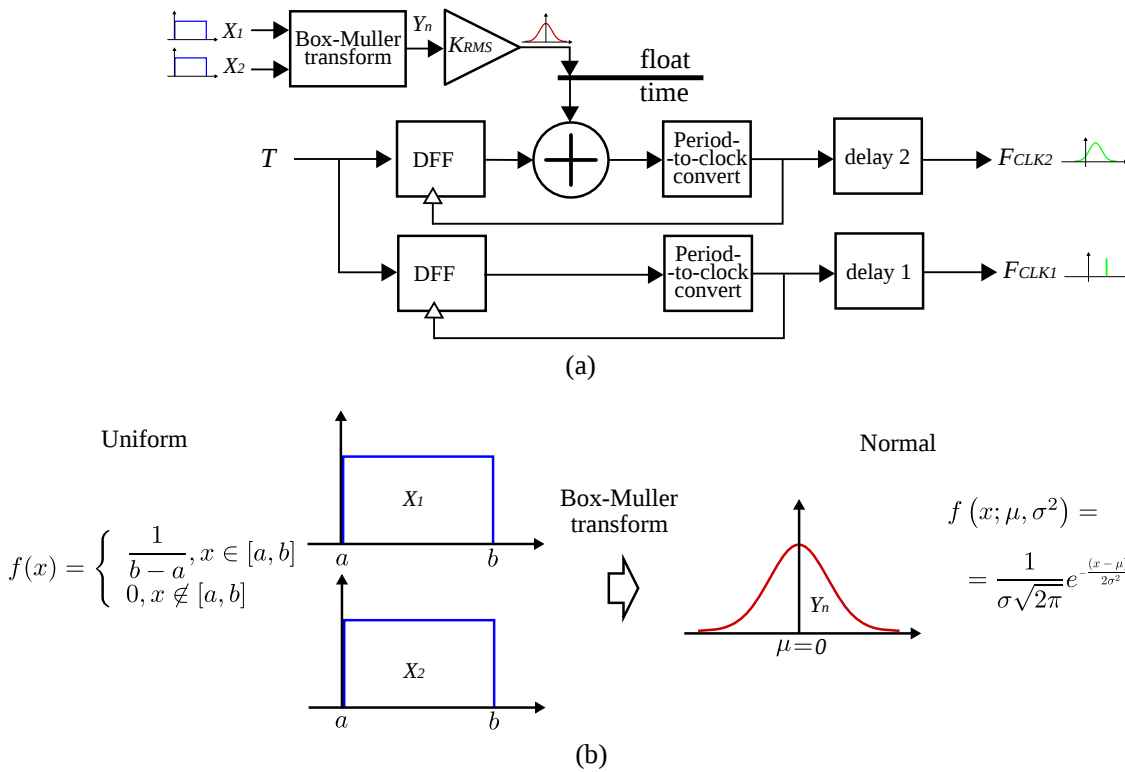 X1
X2
Box-Muller
transform
Yn
KRMS
float
time
T
DFF
Period-
-to-clock
convert
delay 2
FCLK2
DFF
Period-
-to-clock
convert
delay 1
FCLK1
(a)
Uniform
f(x) = { 1/(b − a), x ∈ [a, b]
0, x ∉ [a, b]
X1
a b
X2
a b
Box-Muller
transform
Normal
Yn
μ=0
f (x; μ, σ²) =
= 1/(σ√2π) e^-(x−μ)/2σ²
(b)